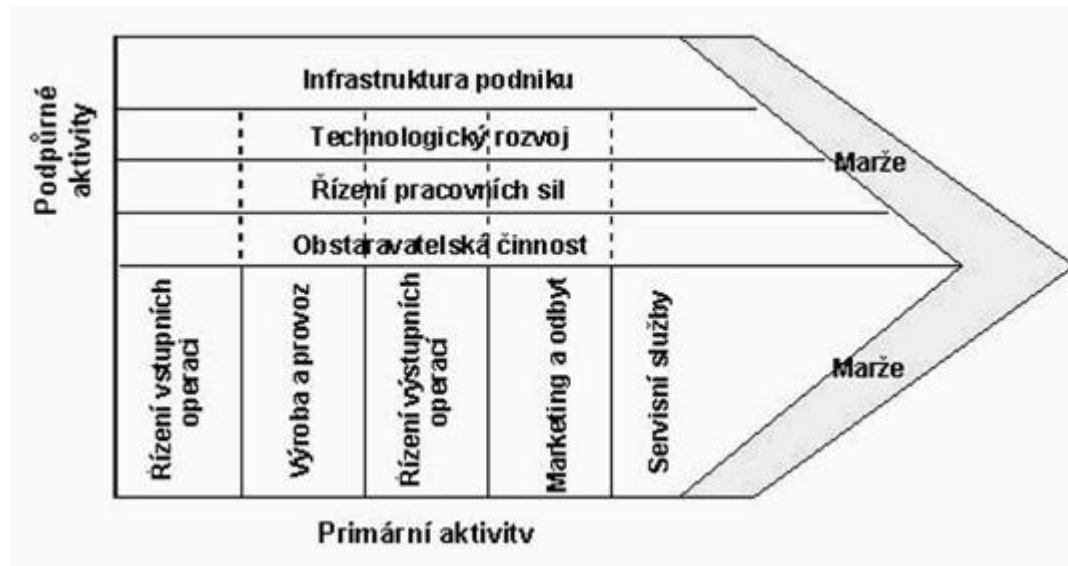 Podpůrné
aktivity
Infrastruktura podniku
Technologický rozvoj
Řízení pracovních sil
Obstaravatelská činnost
Marže
Řízení vstupních
operací
Výroba a provoz
Řízení výstupních
operací
Marketing a odbyt
Servisní služby
Marže
Primární aktivity